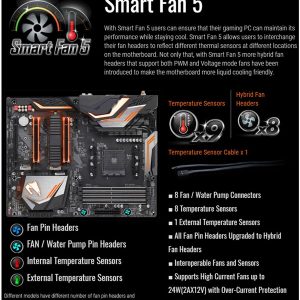 Smart Fan 5
Smart Fan 5
With Smart Fan 5 users can ensure that their gaming PC can maintain its
performance while staying cool. Smart Fan 5 allows users to interchange
their fan headers to reflect different thermal sensors at different locations
on the motherboard. Not only that, with Smart Fan 5 more hybrid fan
headers that support both PWM and Voltage mode fans have been
introduced to make the motherboard more liquid cooling friendly.
Temperature Sensors
Hybrid Fan
Headers
x9
x8
Temperature Sensor Cable x 1
8 Fan / Water Pump Connectors
8 Temperature Sensors
1 External Temperature Sensors
All Fan Pin Headers Upgraded to Hybrid
Fan Headers
Interoperable Fans and Sensors
Supports High Current Fans up to
24W(2AX12V) with Over-Current Protection
Fan Pin Headers
FAN / Water Pump Pin Headers
Internal Temperature Sensors
External Temperature Sensors
Different models have different number of fan pin headers and